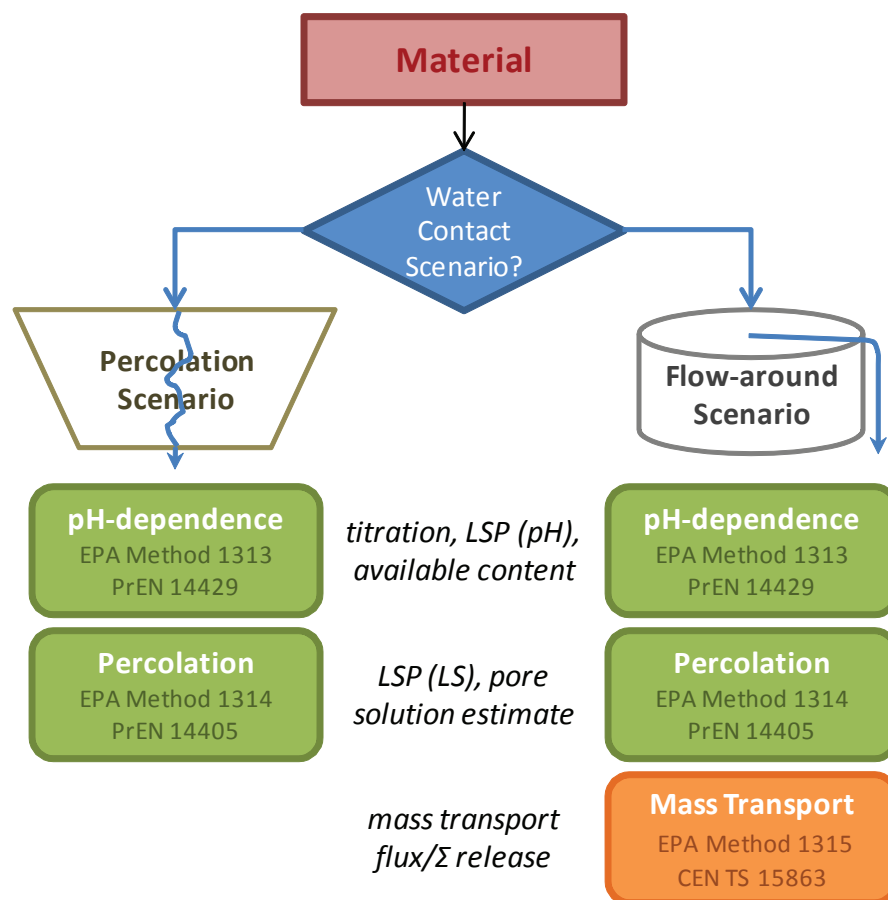 Material
Water
Contact
Scenario?
Percolation
Scenario
Flow-around
Scenario
pH-dependence
EPA Method 1313
PrEN 14429
titration, LSP (pH),
available content
pH-dependence
EPA Method 1313
PrEN 14429
Percolation
EPA Method 1314
PrEN 14405
LSP (LS), pore
solution estimate
Percolation
EPA Method 1314
PrEN 14405
mass transport
flux/Σ release
Mass Transport
EPA Method 1315
CEN TS 15863